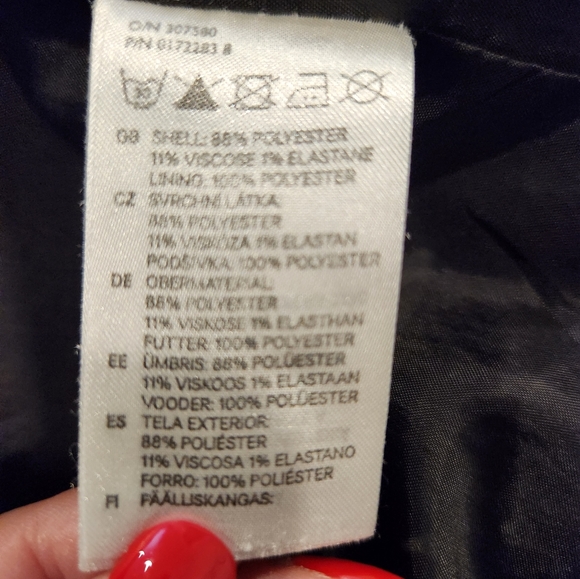 O/N 307580
P/N 0172283 8
30
GB SHELL: 88% POLYESTER
11% VISCOSE 1% ELASTANE
LINING: 100% POLYESTER
CZ SVRCHNÍ LÁTKA:
88% POLYESTER
11% VISKÓZA 1% ELASTAN
PODŠÍVKA: 100% POLYESTER
DE OBERMATERIAL:
88% POLYESTER
11% VISKOSE 1% ELASTHAN
FUTTER: 100% POLYESTER
EE ÜMBRIS: 88% POLÜESTER
11% VISKOOS 1% ELASTAAN
VOODER: 100% POLÜESTER
ES TELA EXTERIOR:
88% POLIÉSTER
11% VISCOSA 1% ELASTANO
FORRO: 100% POLIÉSTER
FI PÄÄLLISKANGAS: